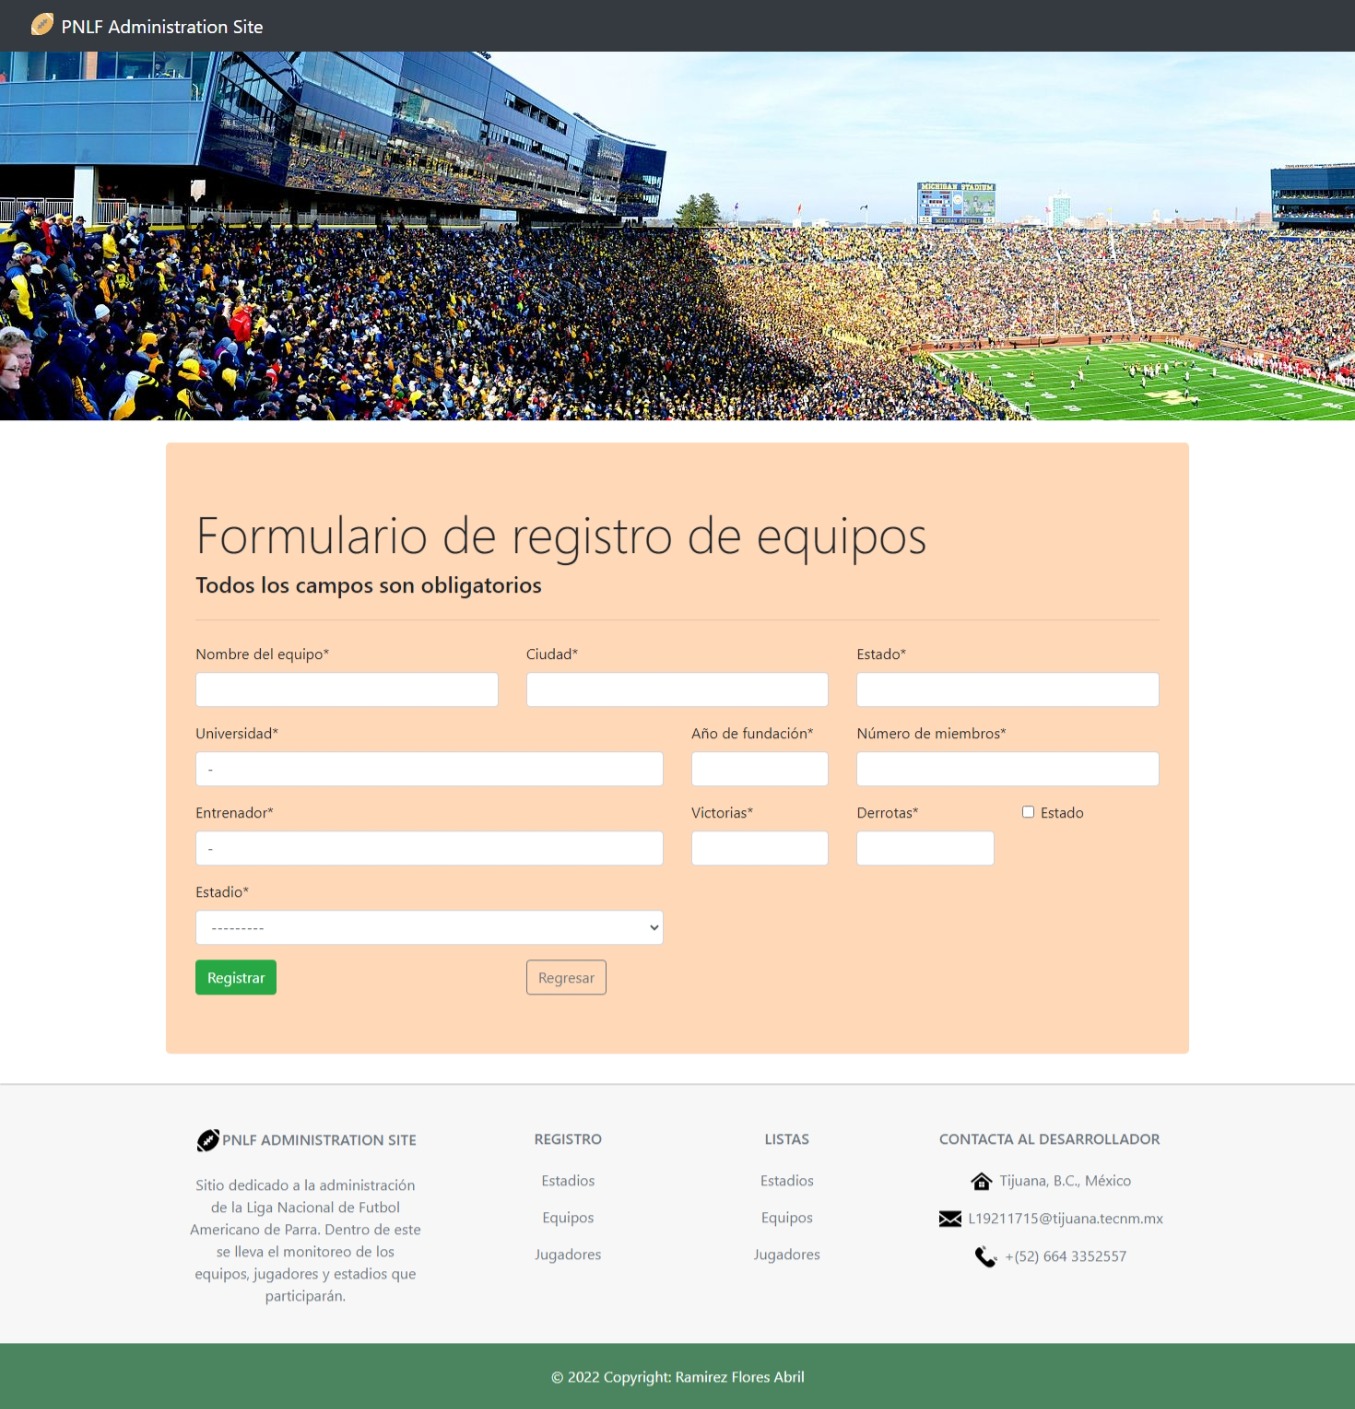 PNLF Administration Site
MICHIGAN STADIUM
Formulario de registro de equipos
Todos los campos son obligatorios
Nombre del equipo*
Ciudad*
Estado*
Universidad*
Año de fundación*
Número de miembros*
-
Entrenador*
Victorias*
Derrotas*
Estado
-
Estadio*
---------
Registrar
Regresar
PNLF ADMINISTRATION SITE
Sitio dedicado a la administración
de la Liga Nacional de Futbol
Americano de Parra. Dentro de este
se lleva el monitoreo de los
equipos, jugadores y estadios que
participarán.
REGISTRO
Estadios
Equipos
Jugadores
LISTAS
Estadios
Equipos
Jugadores
CONTACTA AL DESARROLLADOR
Tijuana, B.C., México
L19211715@tijuana.tecnm.mx
+(52) 664 3352557
© 2022 Copyright: Ramirez Flores Abril